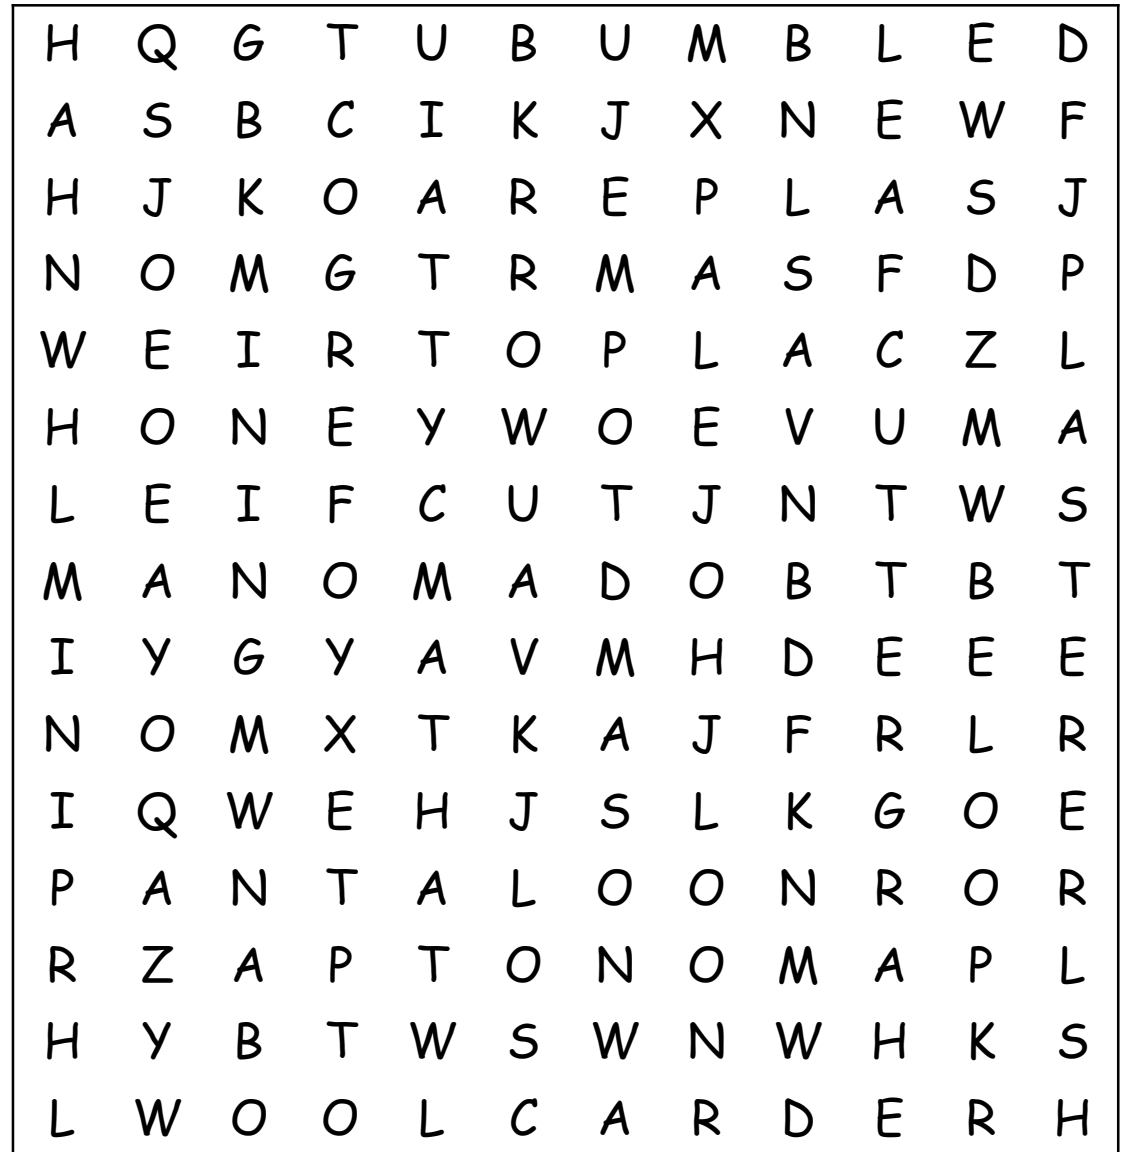 H Q G T U B U M B L E D
A S B C I K J X N E W F
H J K O A R E P L A S J
N O M G T R M A S F D P
W E I R T O P L A C Z L
H O N E Y W O E V U M A
L E I F C U T J N T W S
M A N O M A D O B T B T
I Y G Y A V M H D E E E
N O M X T K A J F R L R
I Q W E H J S L K G O E
P A N T A L O O N R O R
R Z A P T O N O M A P L
H Y B T W S W N W H K S
L W O O L C A R D E R H